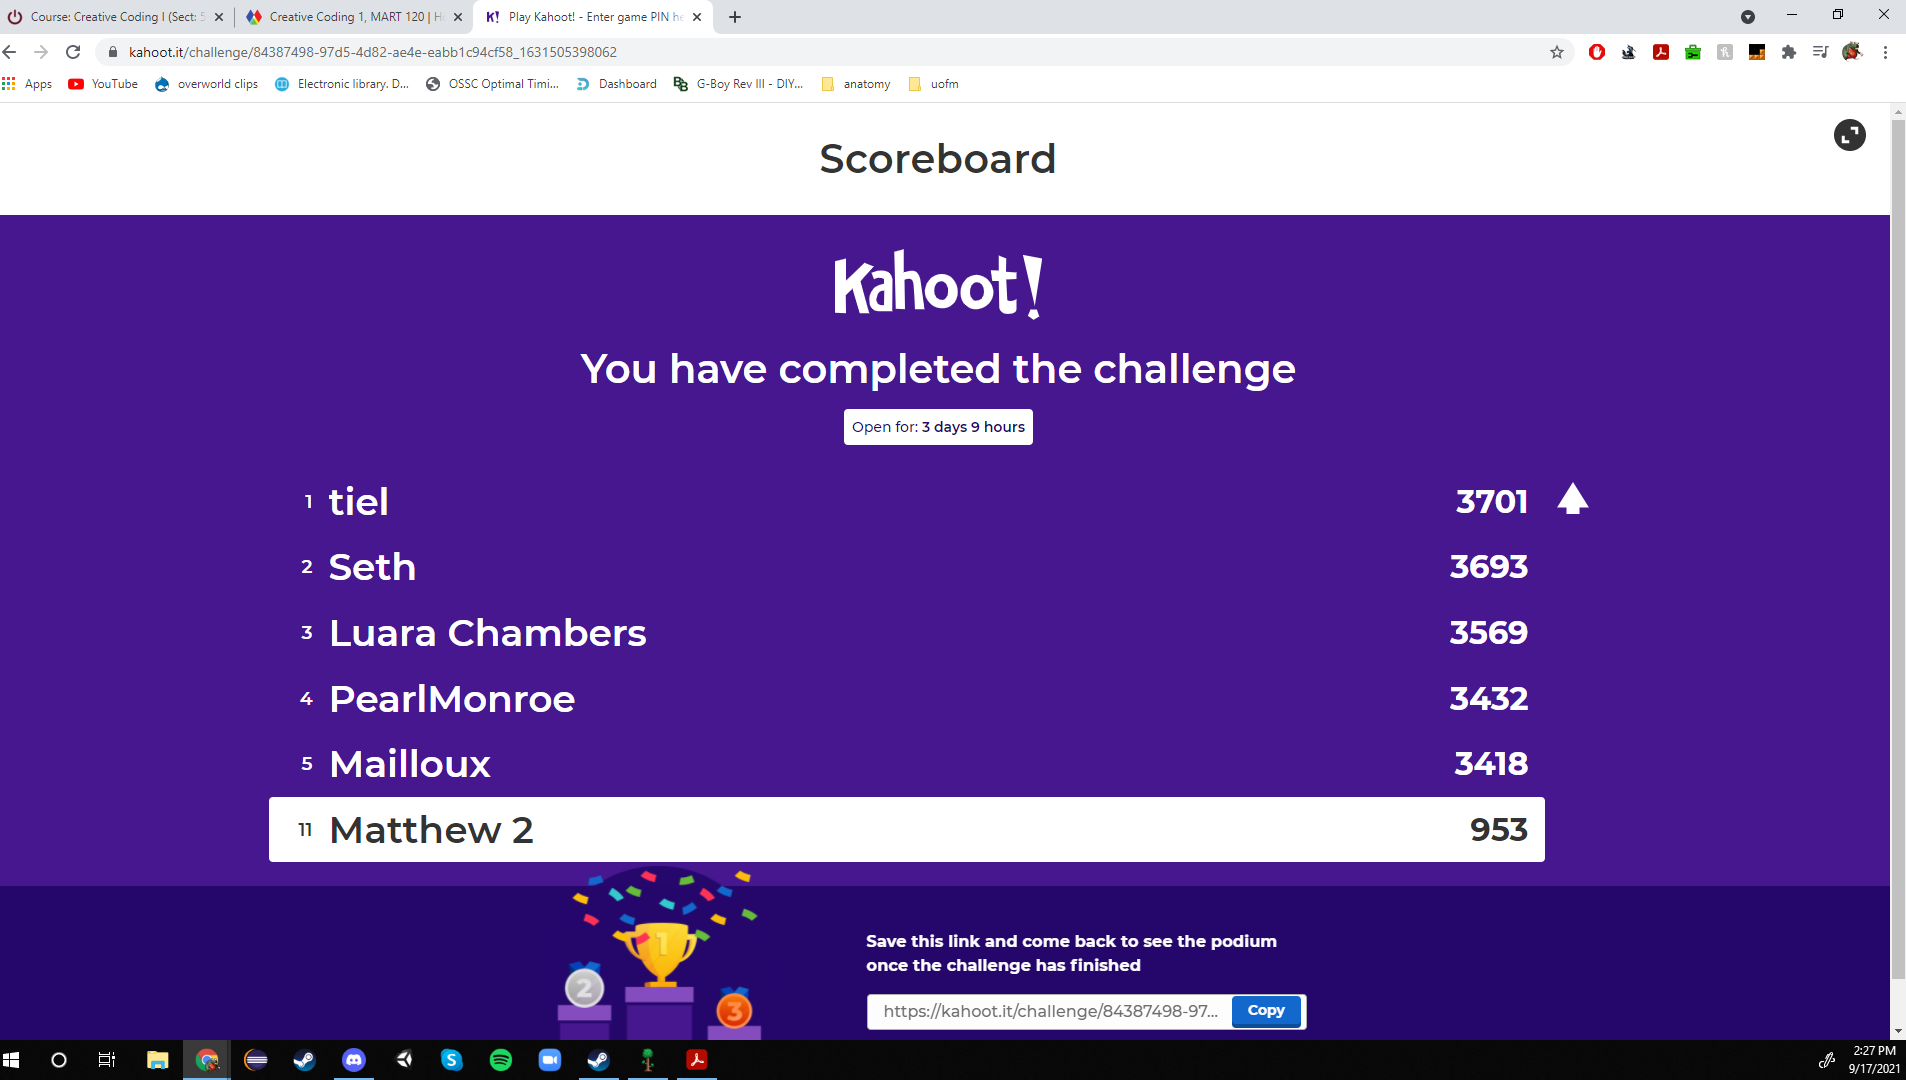 Course: Creative Coding I (Sect: 5
Creative Coding 1, MART 120 | H
K! Play Kahoot! - Enter game PIN he
kahoot.it/challenge/84387498-97d5-4d82-ae4e-eabb1c94cf58_1631505398062
Apps YouTube overworld clips Electronic library. D... OSSC Optimal Timi... Dashboard G-Boy Rev III - DIY... anatomy uofm
Scoreboard
Kahoot!
You have completed the challenge
Open for: 3 days 9 hours
1 tiel 3701
2 Seth 3693
3 Luara Chambers 3569
4 PearlMonroe 3432
5 Mailloux 3418
11 Matthew 2 953
1
2
3
Save this link and come back to see the podium
once the challenge has finished
https://kahoot.it/challenge/84387498-97... Copy
2:27 PM
9/17/2021